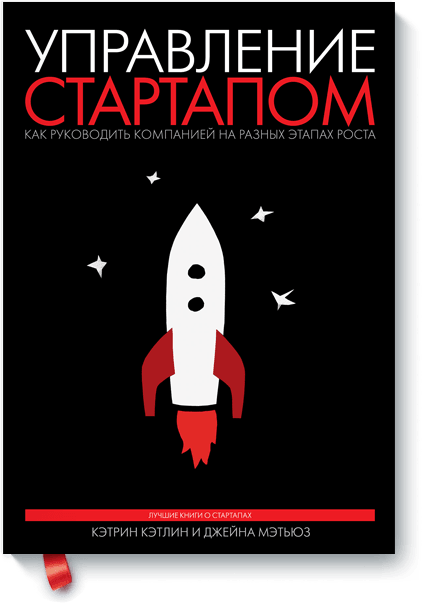 УПРАВЛЕНИЕ
СТАРТАПОМ
КАК РУКОВОДИТЬ КОМПАНИЕЙ НА РАЗНЫХ ЭТАПАХ РОСТА
ЛУЧШИЕ КНИГИ О СТАРТАПАХ
КЭТРИН КЭТЛИН И ДЖЕЙНА МЭТЬЮЗ